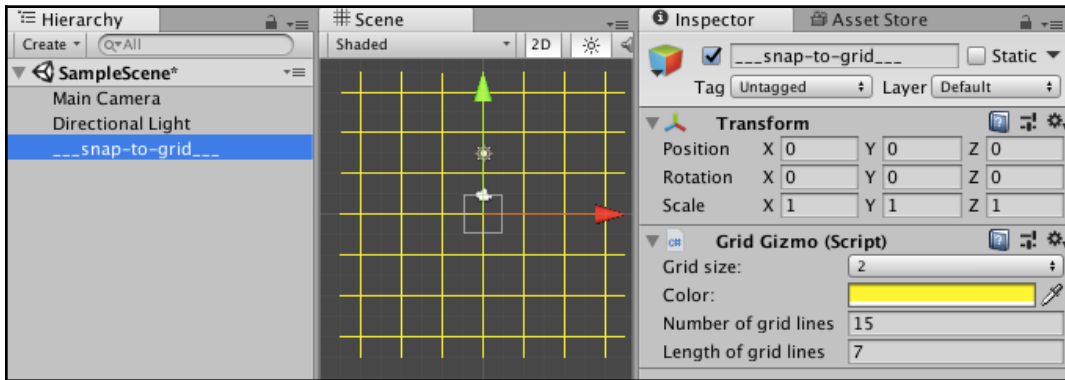 Hierarchy
Create
All
SampleScene*
Main Camera
Directional Light
___snap-to-grid___
# Scene
Shaded
2D
Inspector
Asset Store
___snap-to-grid___
Static
Tag Untagged
Layer Default
Transform
Position X 0 Y 0 Z 0
Rotation X 0 Y 0 Z 0
Scale X 1 Y 1 Z 1
C#
Grid Gizmo (Script)
Grid size: 2
Color:
Number of grid lines 15
Length of grid lines 7